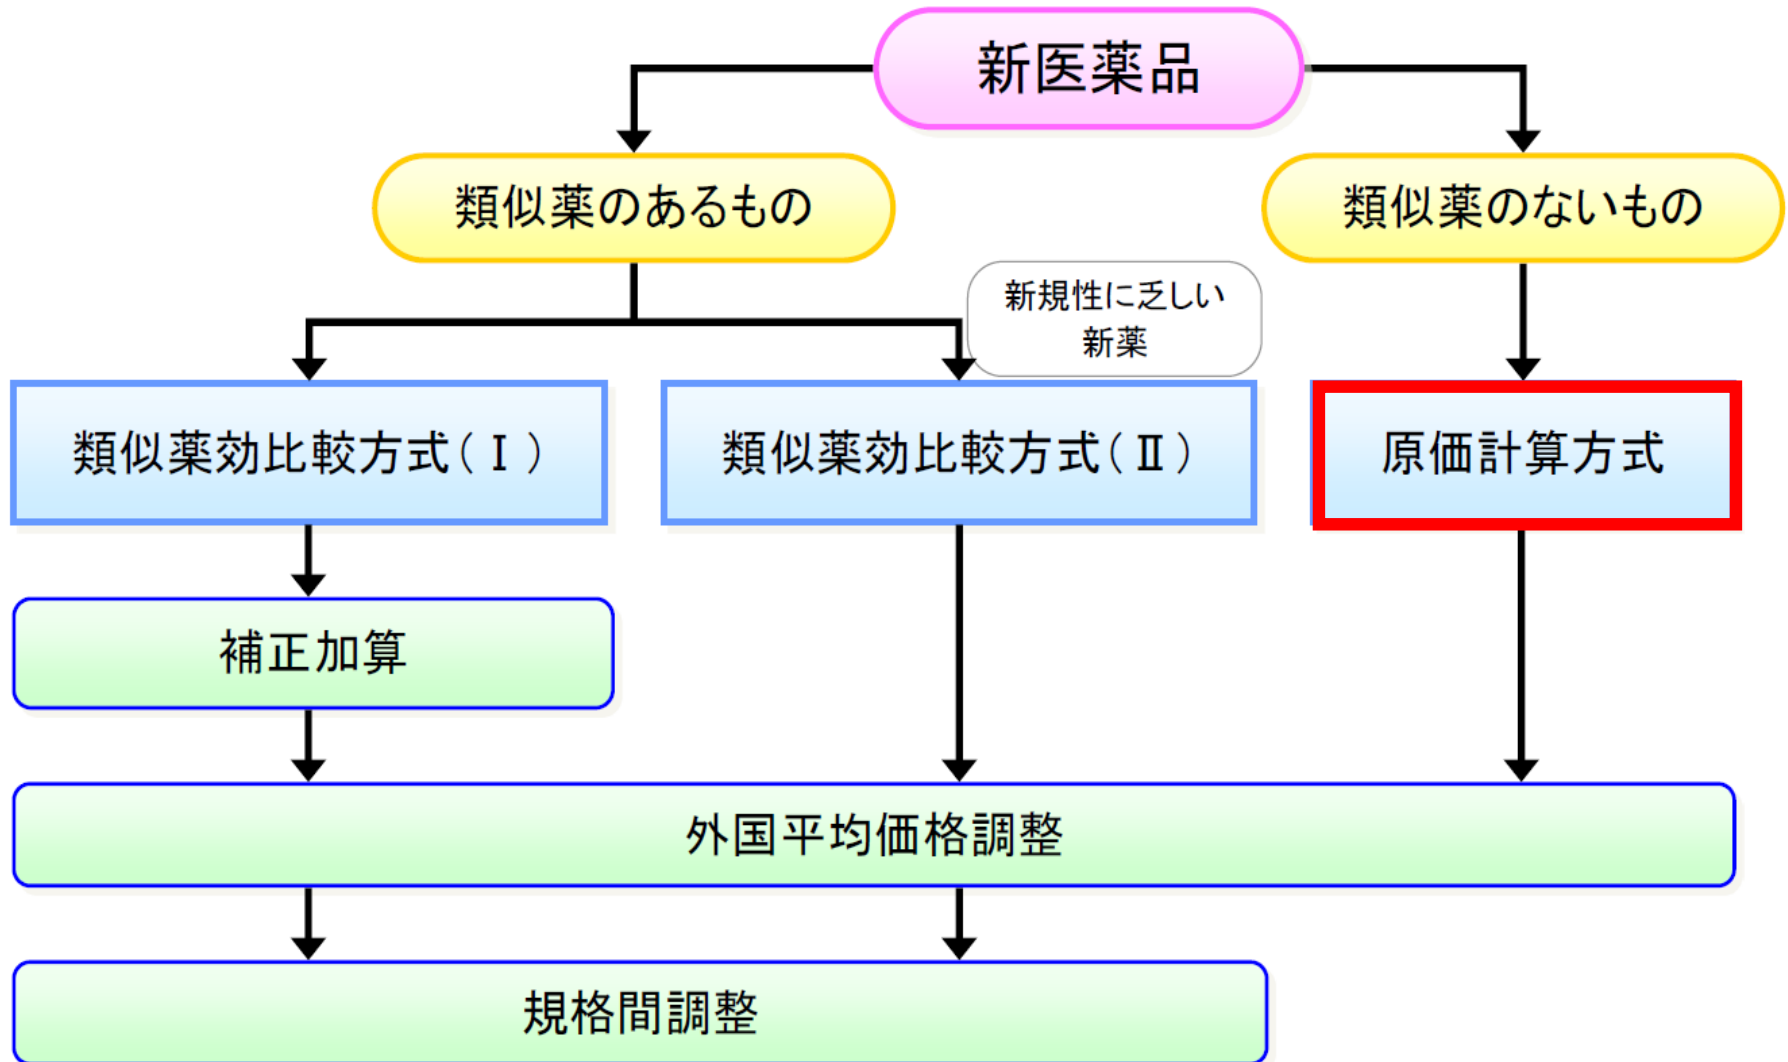 新医薬品
類似薬のあるもの
類似薬のないもの
新規性に乏しい
新薬
類似薬効比較方式(Ⅰ)
類似薬効比較方式(Ⅱ)
原価計算方式
補正加算
外国平均価格調整
規格間調整